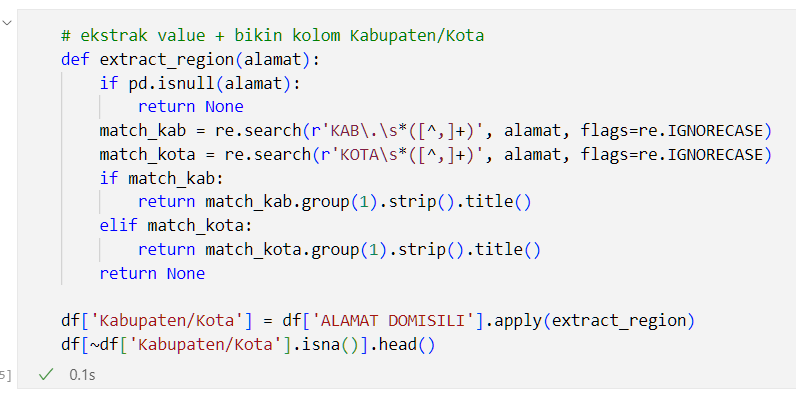 # ekstrak value + bikin kolom Kabupaten/Kota
def extract_region(alamat):
    if pd.isnull(alamat):
        return None
    match_kab = re.search(r'KAB\.\s*([^,]+)', alamat, flags=re.IGNORECASE)
    match_kota = re.search(r'KOTA\s*([^,]+)', alamat, flags=re.IGNORECASE)
    if match_kab:
        return match_kab.group(1).strip().title()
    elif match_kota:
        return match_kota.group(1).strip().title()
    return None
df['Kabupaten/Kota'] = df['ALAMAT DOMISILI'].apply(extract_region)
df[~df['Kabupaten/Kota'].isna()].head()
5] ✓ 0.1s